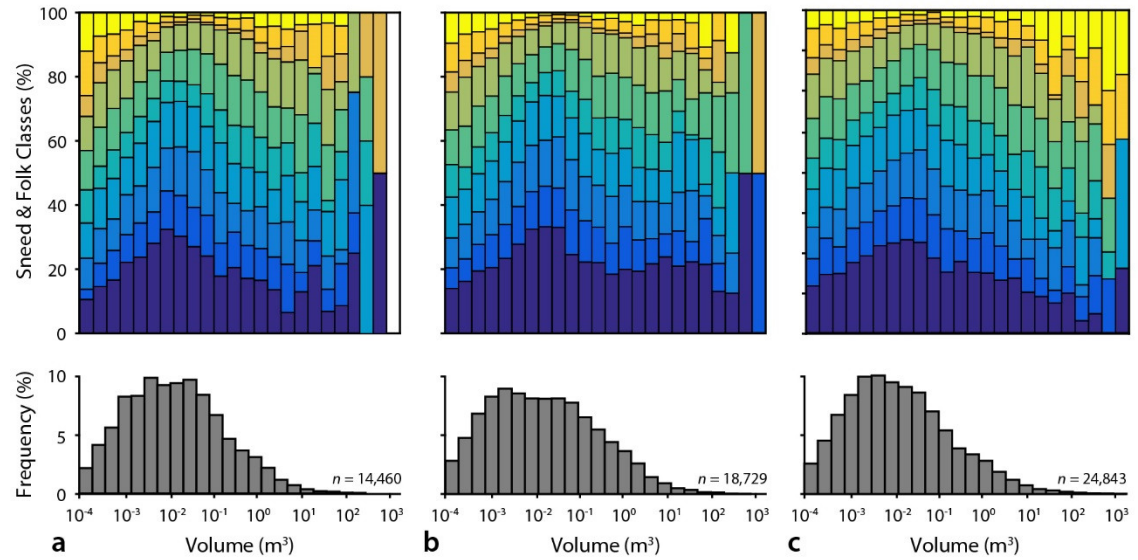 Sneed & Folk Classes (%)
100
80
60
40
20
0
Frequency (%)
10
5
0
n = 14,460
n = 18,729
n = 24,843
10⁻⁴ 10⁻³ 10⁻² 10⁻¹ 10⁰ 10¹ 10² 10³
10⁻⁴ 10⁻³ 10⁻² 10⁻¹ 10⁰ 10¹ 10² 10³
10⁻⁴ 10⁻³ 10⁻² 10⁻¹ 10⁰ 10¹ 10² 10³
a Volume (m³)
b Volume (m³)
c Volume (m³)